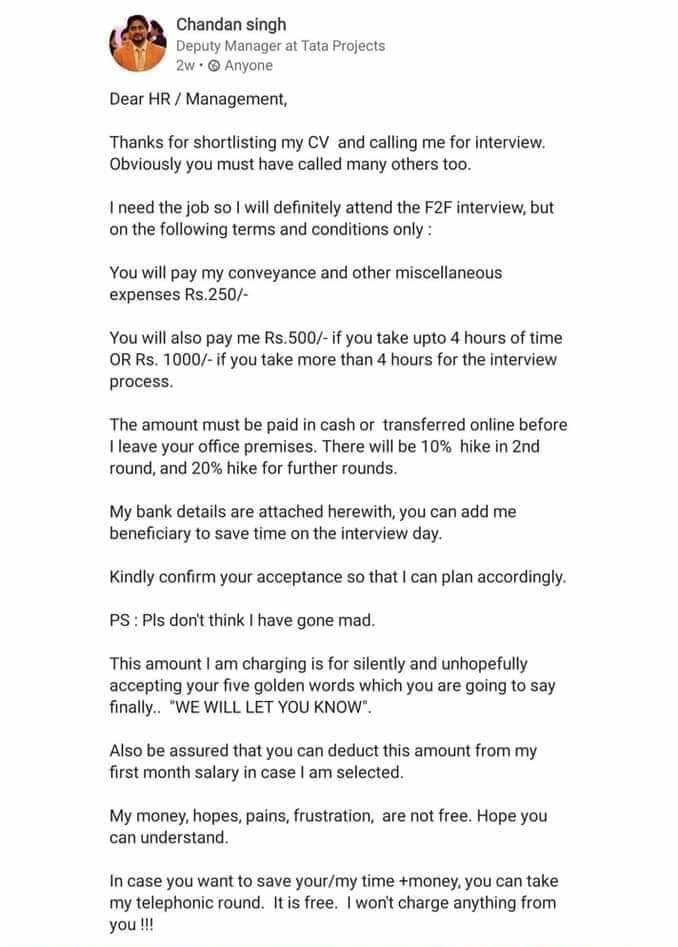 Chandan singh
Deputy Manager at Tata Projects
2w • Anyone
Dear HR / Management,
Thanks for shortlisting my CV  and calling me for interview.
Obviously you must have called many others too.
I need the job so I will definitely attend the F2F interview, but
on the following terms and conditions only :
You will pay my conveyance and other miscellaneous
expenses Rs.250/-
You will also pay me Rs.500/- if you take upto 4 hours of time
OR Rs. 1000/- if you take more than 4 hours for the interview
process.
The amount must be paid in cash or  transferred online before
I leave your office premises. There will be 10%  hike in 2nd
round, and 20% hike for further rounds.
My bank details are attached herewith, you can add me
beneficiary to save time on the interview day.
Kindly confirm your acceptance so that I can plan accordingly.
PS : Pls don't think I have gone mad.
This amount I am charging is for silently and unhopefully
accepting your five golden words which you are going to say
finally..  "WE WILL LET YOU KNOW".
Also be assured that you can deduct this amount from my
first month salary in case I am selected.
My money, hopes, pains, frustration,  are not free. Hope you
can understand.
In case you want to save your/my time +money, you can take
my telephonic round.  It is free.  I won't charge anything from
you !!!